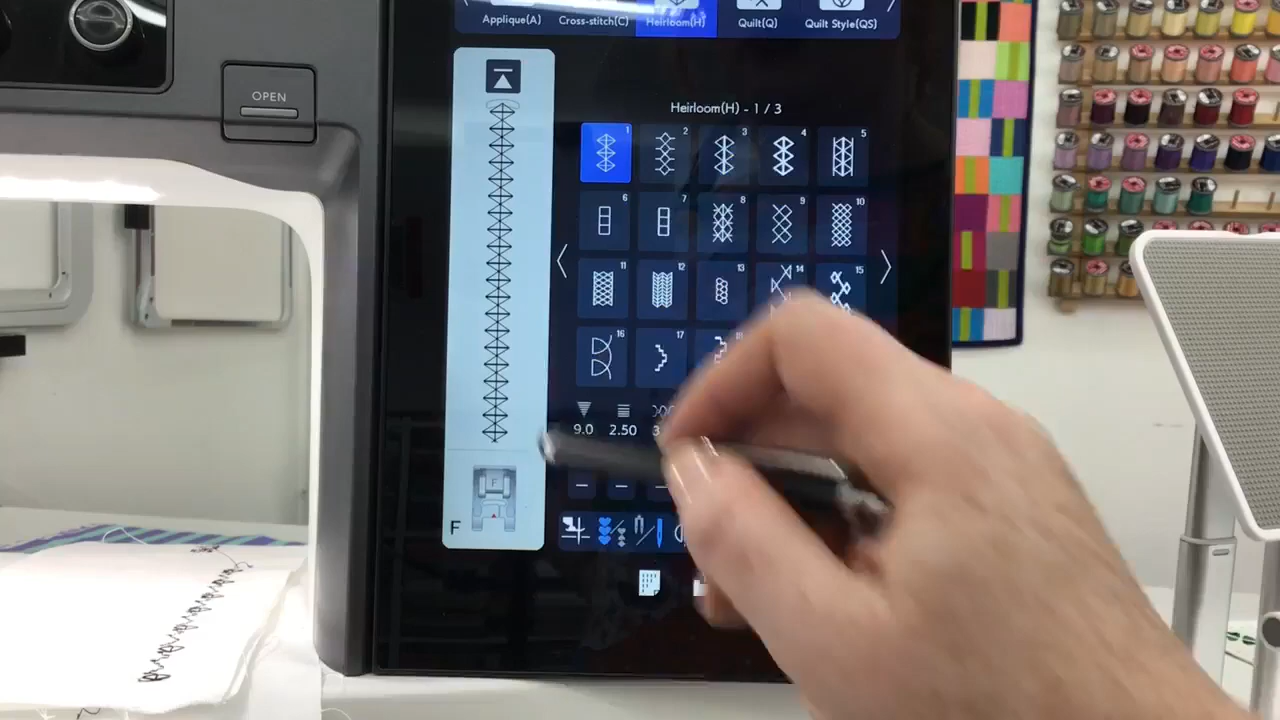 Applique(A) Cross-stitch(C) Heirloom(H) Quilt(Q) Quilt Style(QS)
OPEN
Heirloom(H) - 1 / 3
1 2 3 4 5
6 7 8 9 10
11 12 13 14 15
16 17
9.0 2.50
F
F